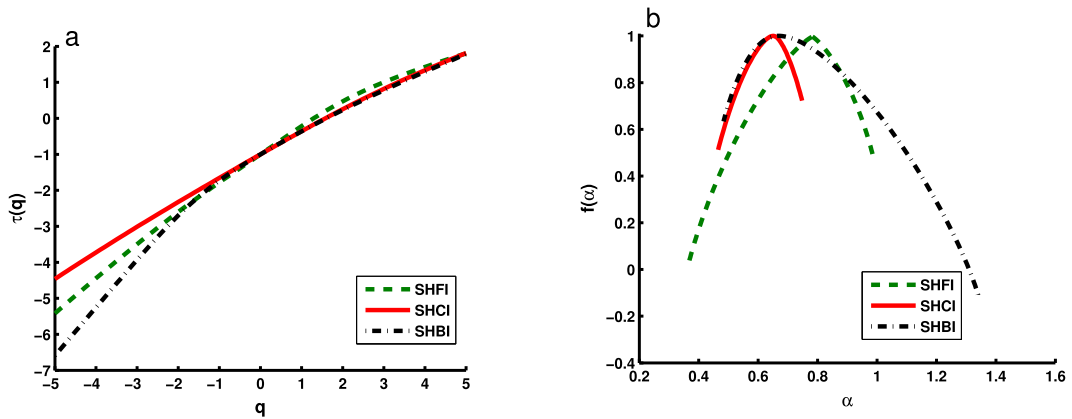 a
2
1
0
−1
−2
−3
−4
−5
−6
−7
τ(q)
−5 −4 −3 −2 −1 0 1 2 3 4 5
q
SHFI
SHCI
SHBI
b
1
0.8
0.6
0.4
0.2
0
−0.2
−0.4
f(α)
0.2 0.4 0.6 0.8 1 1.2 1.4 1.6
α
SHFI
SHCI
SHBI